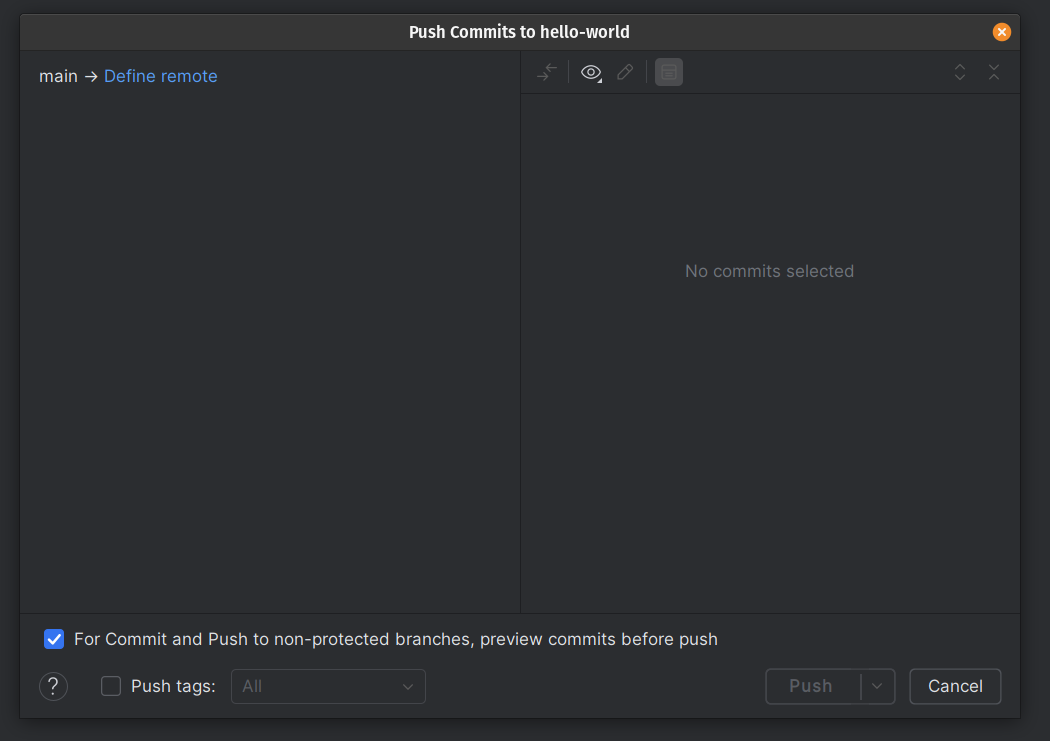 Push Commits to hello-world
main → Define remote
No commits selected
For Commit and Push to non-protected branches, preview commits before push
? Push tags: All Push Cancel